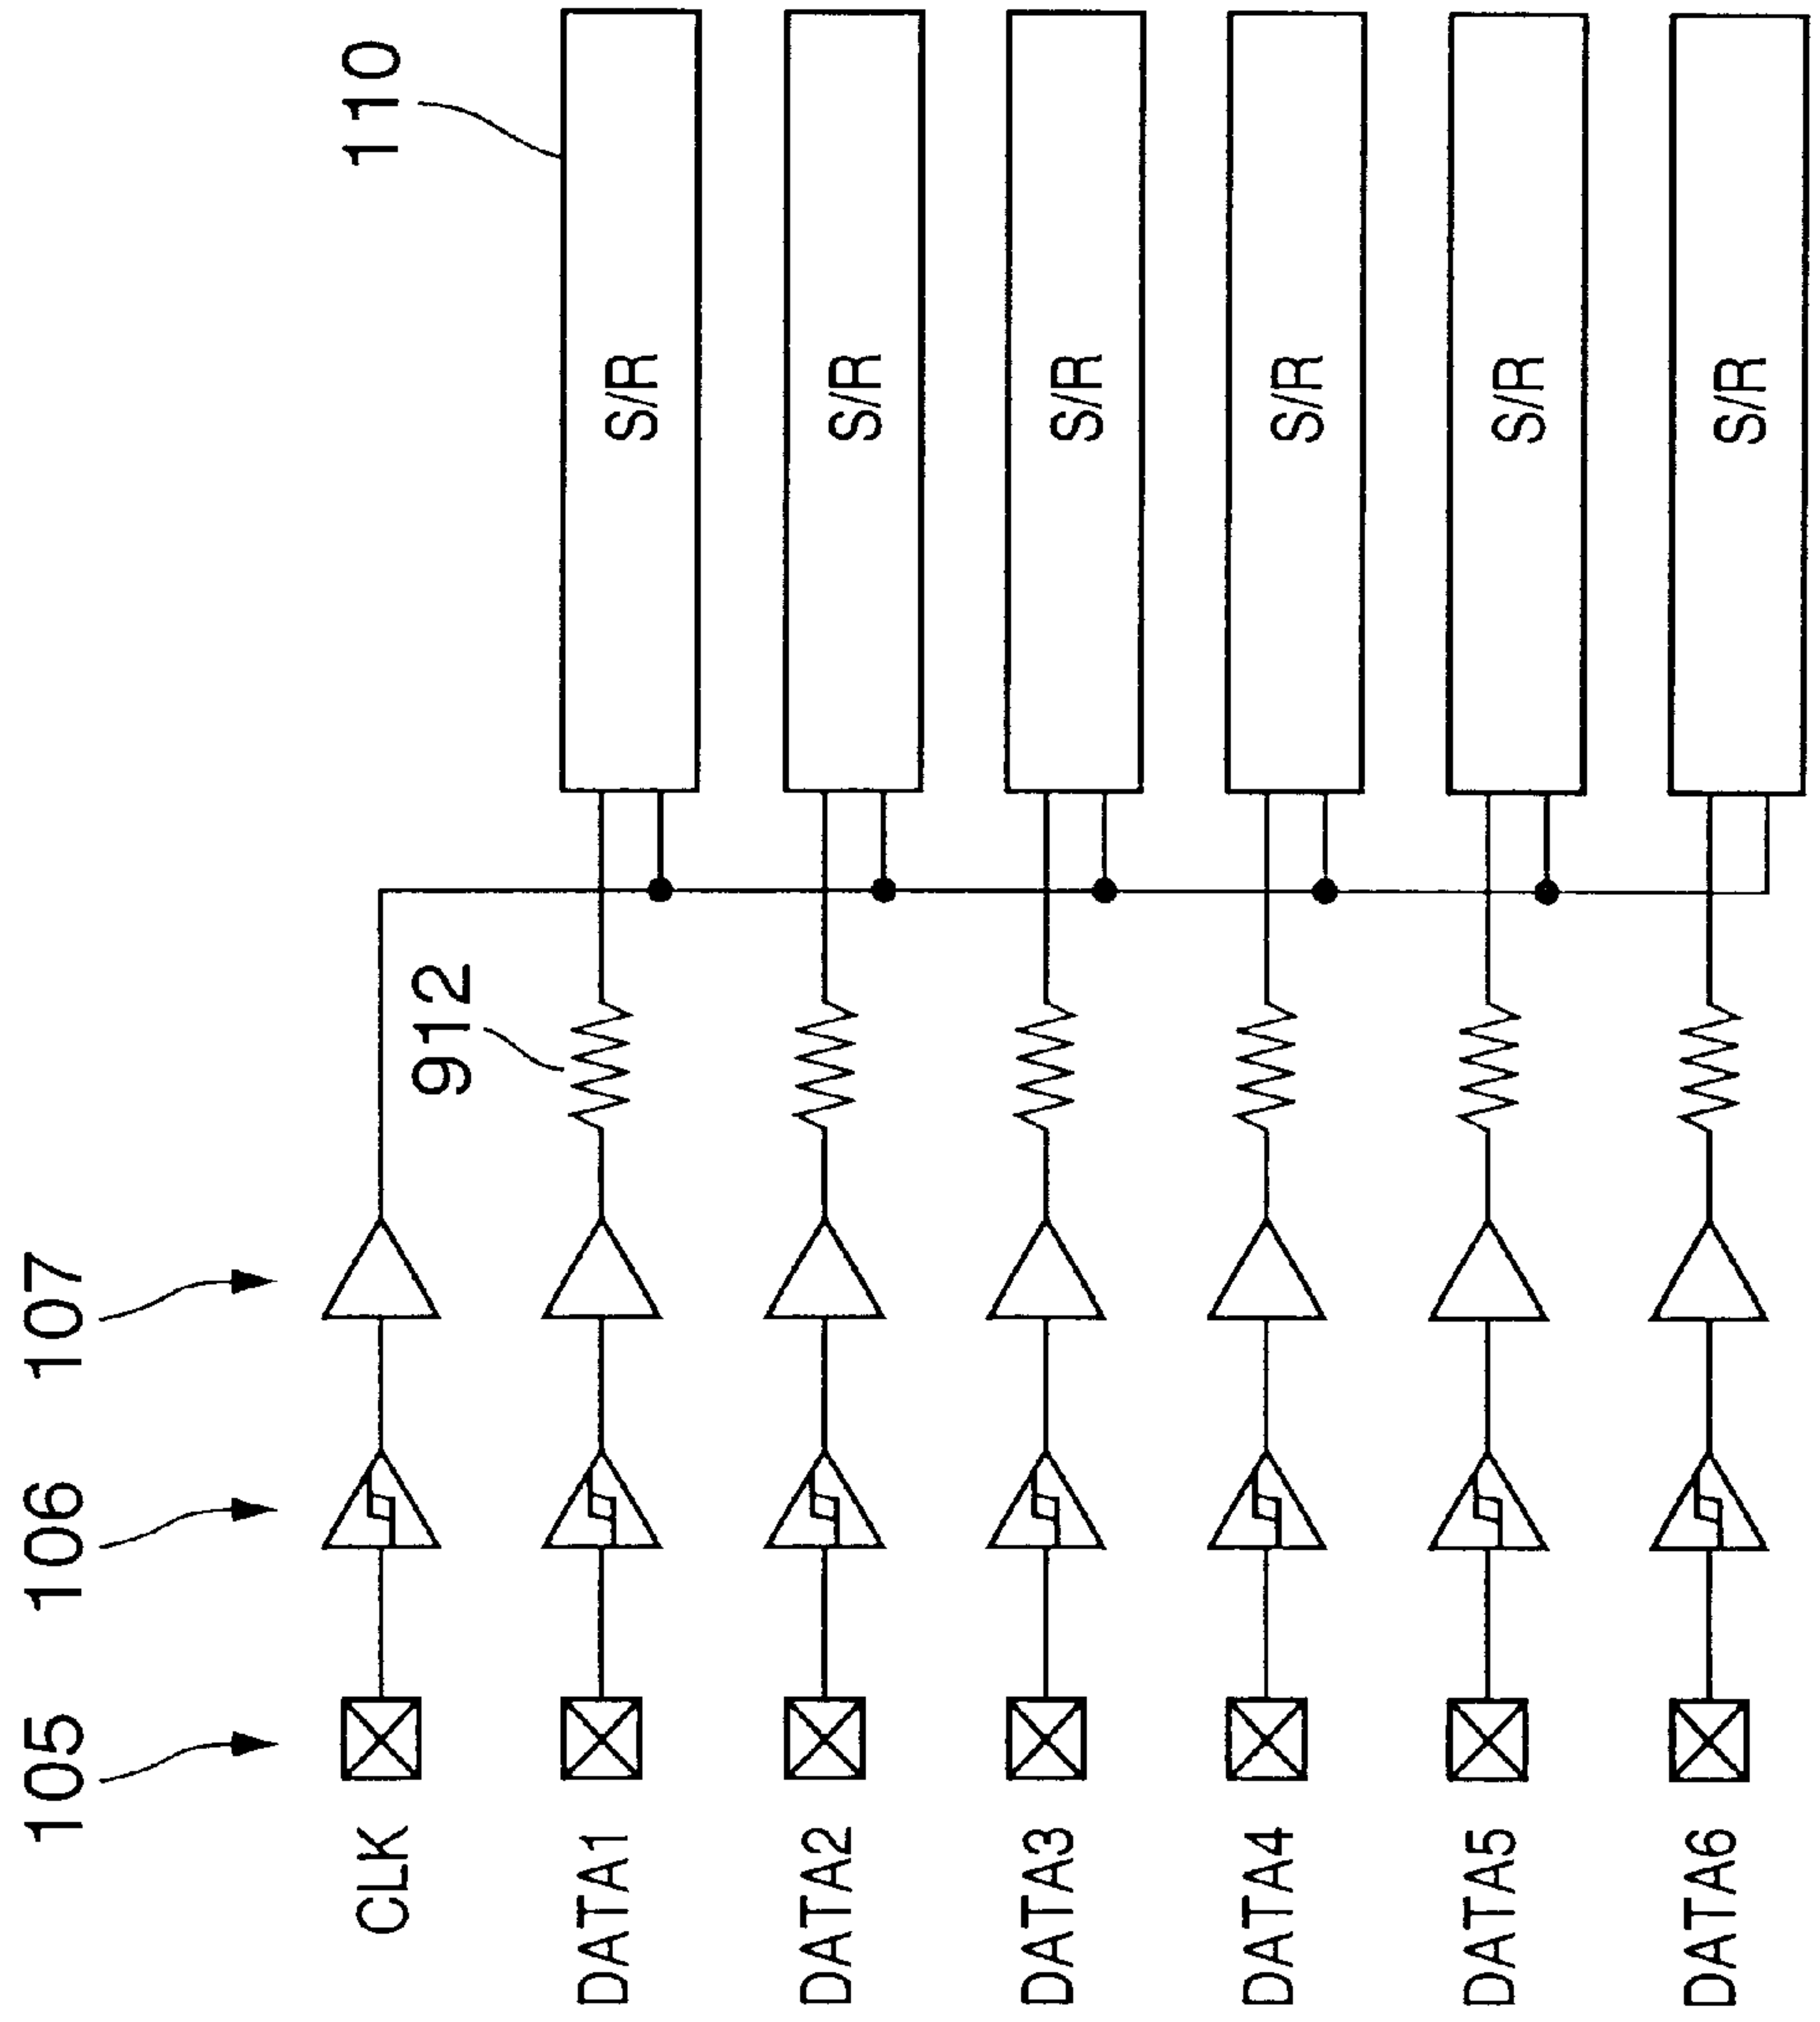 105
106
107
912
110
CLK
DATA1
S/R
DATA2
S/R
DATA3
S/R
DATA4
S/R
DATA5
S/R
DATA6
S/R